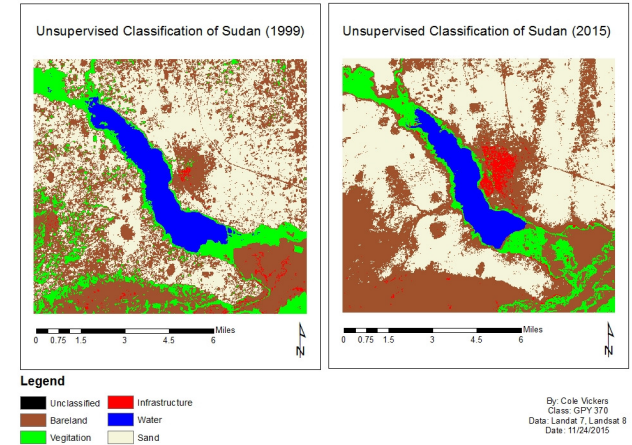 Unsupervised Classification of Sudan (1999)
Unsupervised Classification of Sudan (2015)
Miles
0 0.75 1.5 3 4.5 6
N
Miles
0 0.75 1.5 3 4.5 6
N
Legend
Unclassified
Infrastructure
Bareland
Water
Vegitation
Sand
By: Cole Vickers
Class: GPY 370
Data: Landat 7, Landsat 8
Date: 11/24/2015